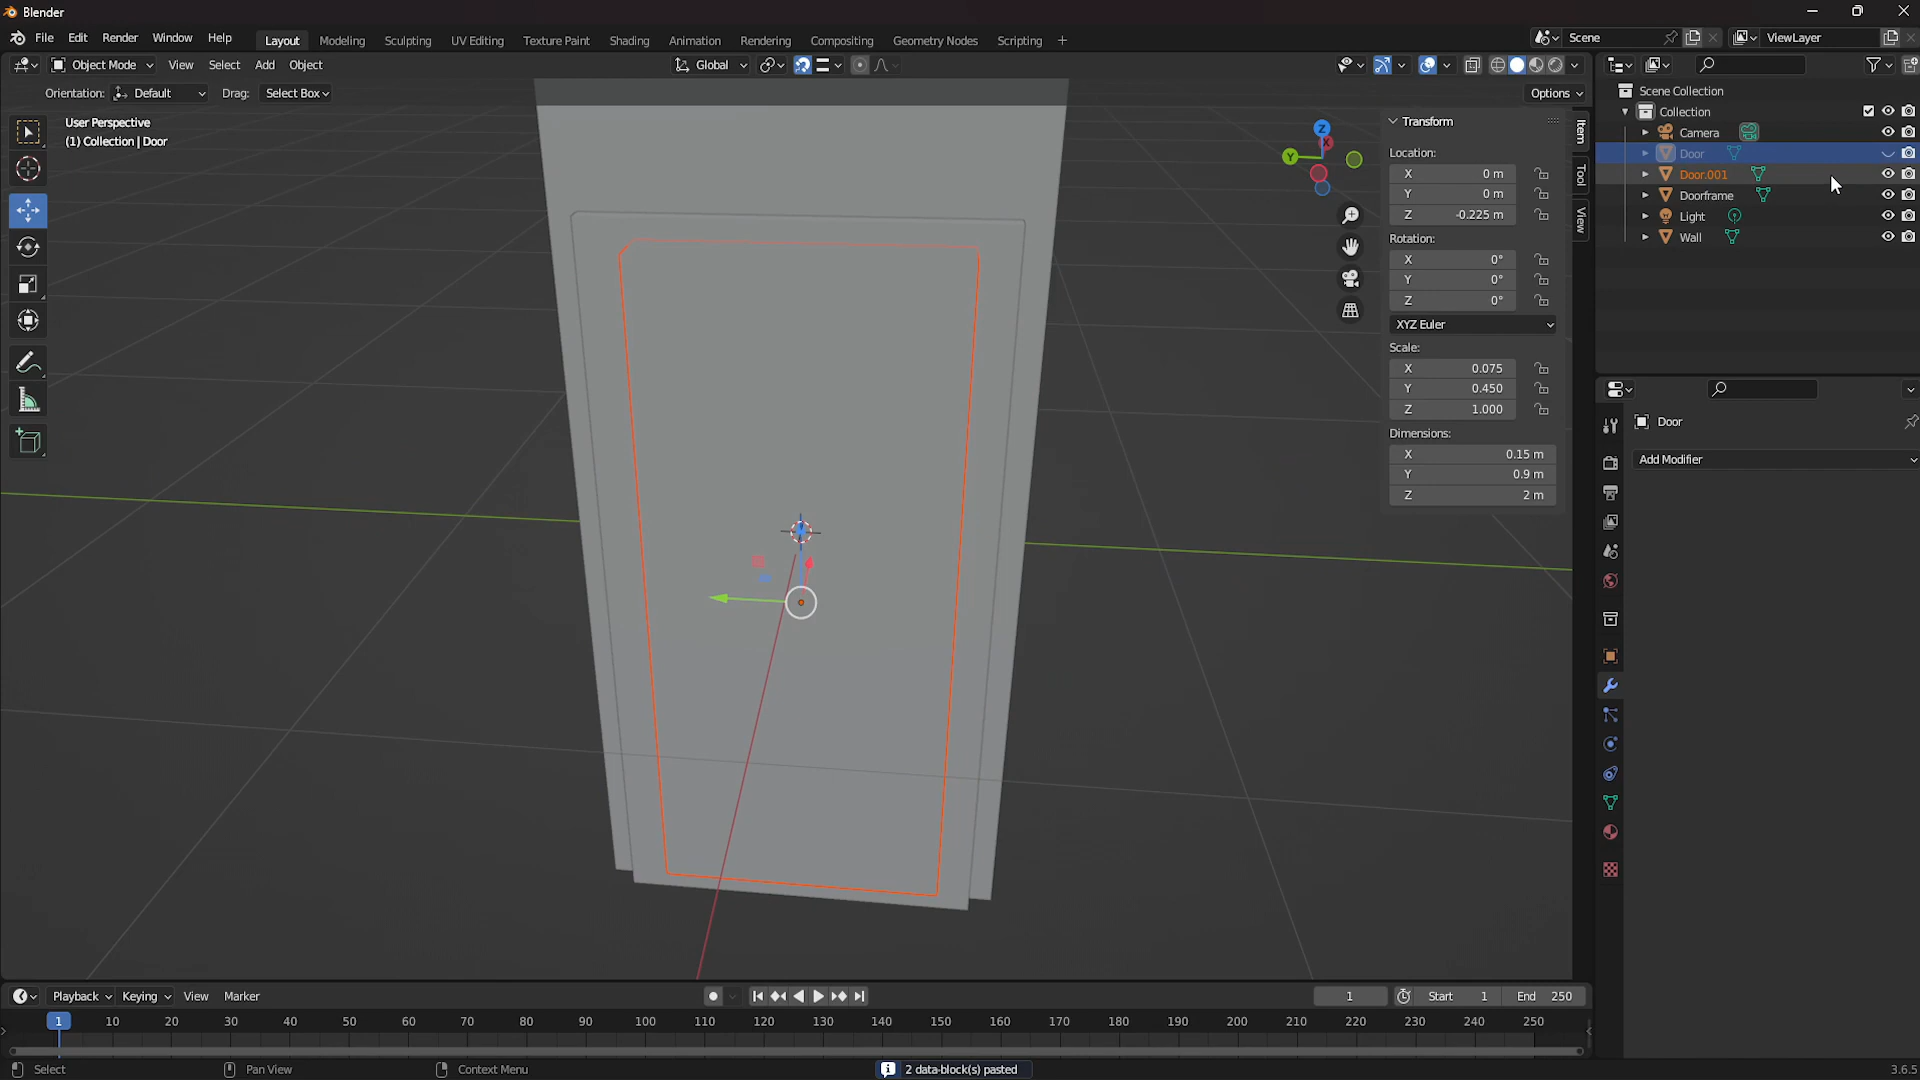 Blender
File Edit Render Window Help Layout Modeling Sculpting UV Editing Texture Paint Shading Animation Rendering Compositing Geometry Nodes Scripting + Scene ViewLayer
Object Mode View Select Add Object Global
Orientation: Default Drag: Select Box Options
User Perspective
(1) Collection | Door
Z
X
Y
Transform
Location:
X 0 m
Y 0 m
Z -0.225 m
Rotation:
X 0°
Y 0°
Z 0°
XYZ Euler
Scale:
X 0.075
Y 0.450
Z 1.000
Dimensions:
X 0.15 m
Y 0.9 m
Z 2 m
Item
Tool
View
Scene Collection
Collection
Camera
Door
Door.001
Doorframe
Light
Wall
Door
Add Modifier
Playback Keying View Marker 1 Start 1 End 250
1 10 20 30 40 50 60 70 80 90 100 110 120 130 140 150 160 170 180 190 200 210 220 230 240 250
Select Pan View Context Menu 2 data-block(s) pasted 3.6.5